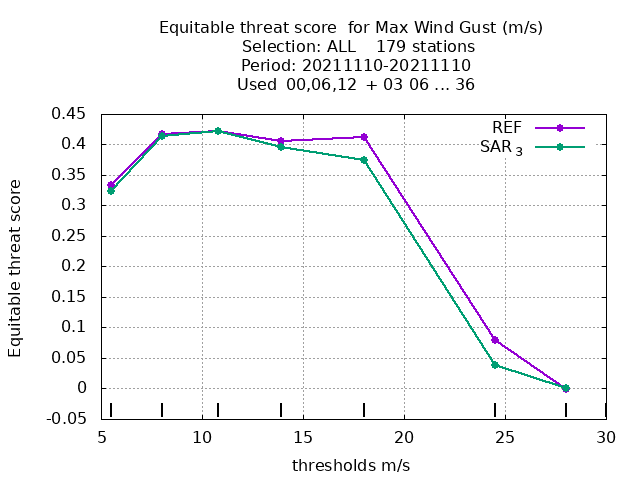 Equitable threat score  for Max Wind Gust (m/s)
Selection: ALL    179 stations
Period: 20211110-20211110
Used  00,06,12  + 03 06 ... 36
REF
SAR 3
Equitable threat score
0.45
0.4
0.35
0.3
0.25
0.2
0.15
0.1
0.05
0
-0.05
5 10 15 20 25 30
thresholds m/s